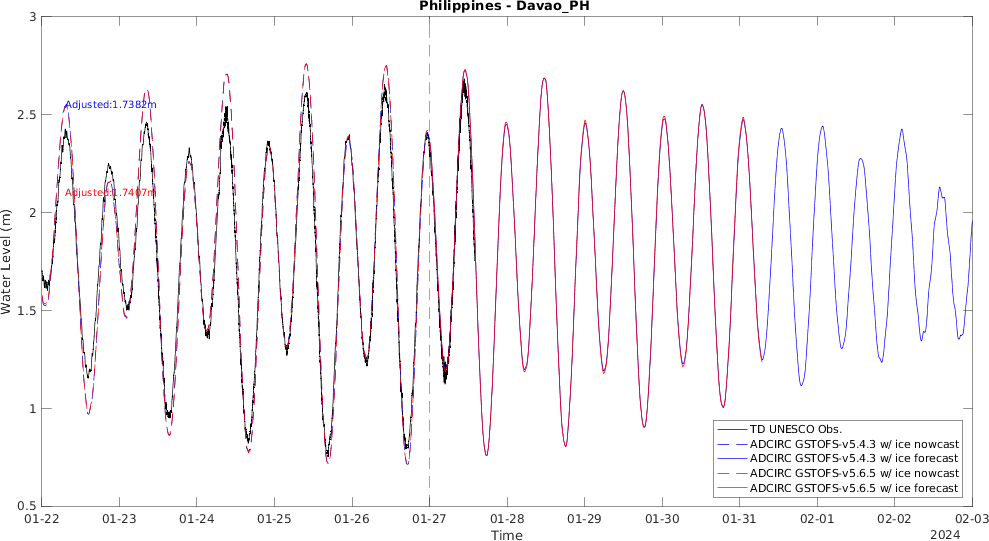 Philippines - Davao_PH
3
2.5
2
1.5
1
0.5
Water Level (m)
Adjusted:1.7382m
Adjusted:1.7407m
TD UNESCO Obs.
ADCIRC GSTOFS-v5.4.3 w/ ice nowcast
ADCIRC GSTOFS-v5.4.3 w/ ice forecast
ADCIRC GSTOFS-v5.6.5 w/ ice nowcast
ADCIRC GSTOFS-v5.6.5 w/ ice forecast
01-22 01-23 01-24 01-25 01-26 01-27 01-28 01-29 01-30 01-31 02-01 02-02 02-03
Time
2024